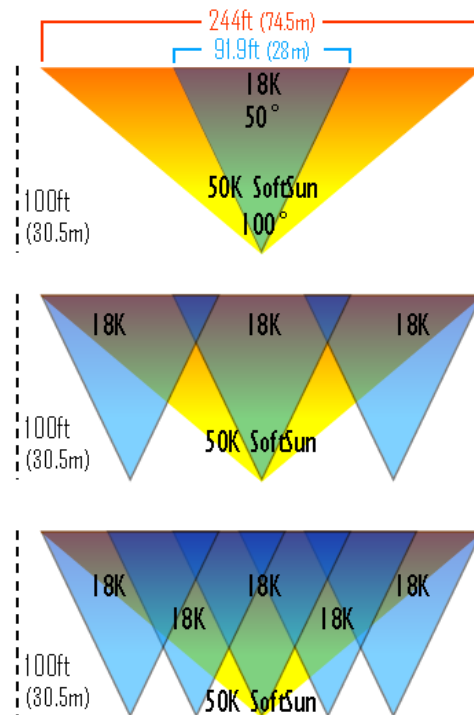 244ft (74.5m)
91.9ft (28m)
18K
50°
50K SoftSun
100°
100ft
(30.5m)
18K 18K 18K
50K SoftSun
100ft
(30.5m)
18K 18K 18K
18K 18K
100ft
(30.5m)
50K SoftSun